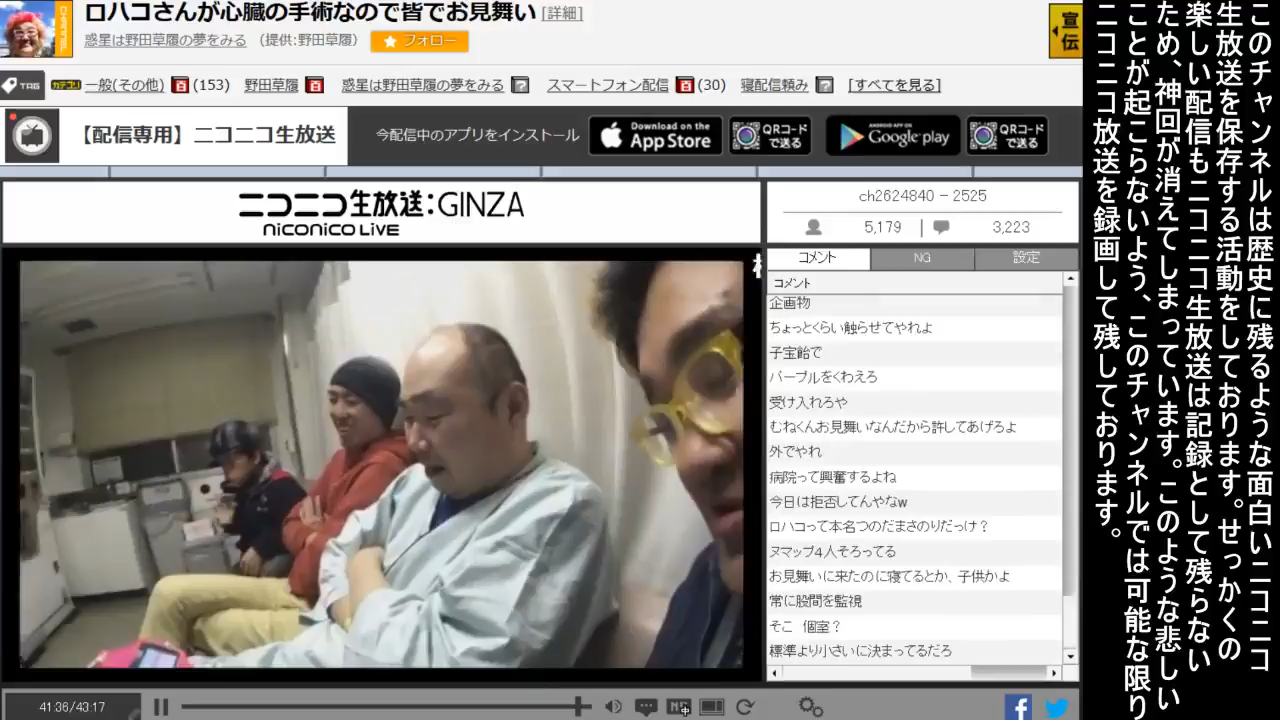 ロハコさんが心臓の手術なので皆でお見舞い [詳細]
CHANNEL
惑星は野田草履の夢をみる (提供:野田草履) ★ フォロー
宣伝
TAG カテゴリ 一般(その他) 百 (153) 野田草履 百 惑星は野田草履の夢をみる ? スマートフォン配信 百 (30) 寝配信頼み ? [すべてを見る]
【配信専用】ニコニコ生放送
今配信中のアプリをインストール
Download on the App Store
QRコードで送る
ANDROID APP ON Google play
QRコードで送る
ニコニコ生放送:GINZA
niconico LIVE
ch2624840 - 2525
5,179 | 3,223
コメント NG 設定
コメント
企画物
ちょっとくらい触らせてやれよ
子宝飴で
バーブルをくわえろ
受け入れろや
むねくんお見舞いなんだから許してあげろよ
外でやれ
病院って興奮するよね
今日は拒否してんやなw
ロハコって本名つのだまさのりだっけ？
ヌマップ4人そろってる
お見舞いに来たのに寝てるとか、子供かよ
常に股間を監視
そこ 個室？
標準より小さいに決まってるだろ
41:36/43:17
このチャンネルは歴史に残るような面白いニコニコ
生放送を保存する活動をしております。せっかくの
楽しい配信もニコニコ生放送は記録として残らない
ため、神回が消えてしまっています。このような悲しい
ことが起こらないよう、このチャンネルでは可能な限り
ニコニコ放送を録画して残しております。